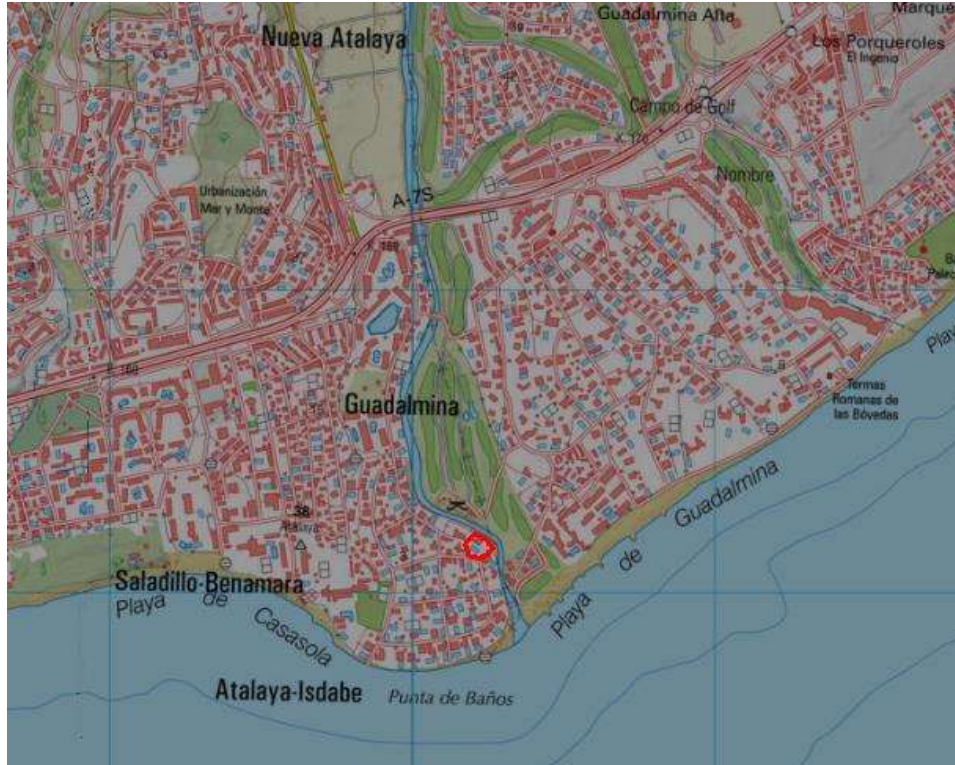 Guadalmina Alta
Marqué
Nueva Atalaya
Los Porqueroles
El Ingenio
Campo de Golf
Nombre
Urbanización
Mar y Monte
A-7S
K. 169
Playa
Termas
Romanas de
las Bóvedas
Guadalmina
38
Atalaya
Saladillo-Benamara
Playa de Casasola
Playa de Guadalmina
Atalaya-Isdabe
Punta de Baños